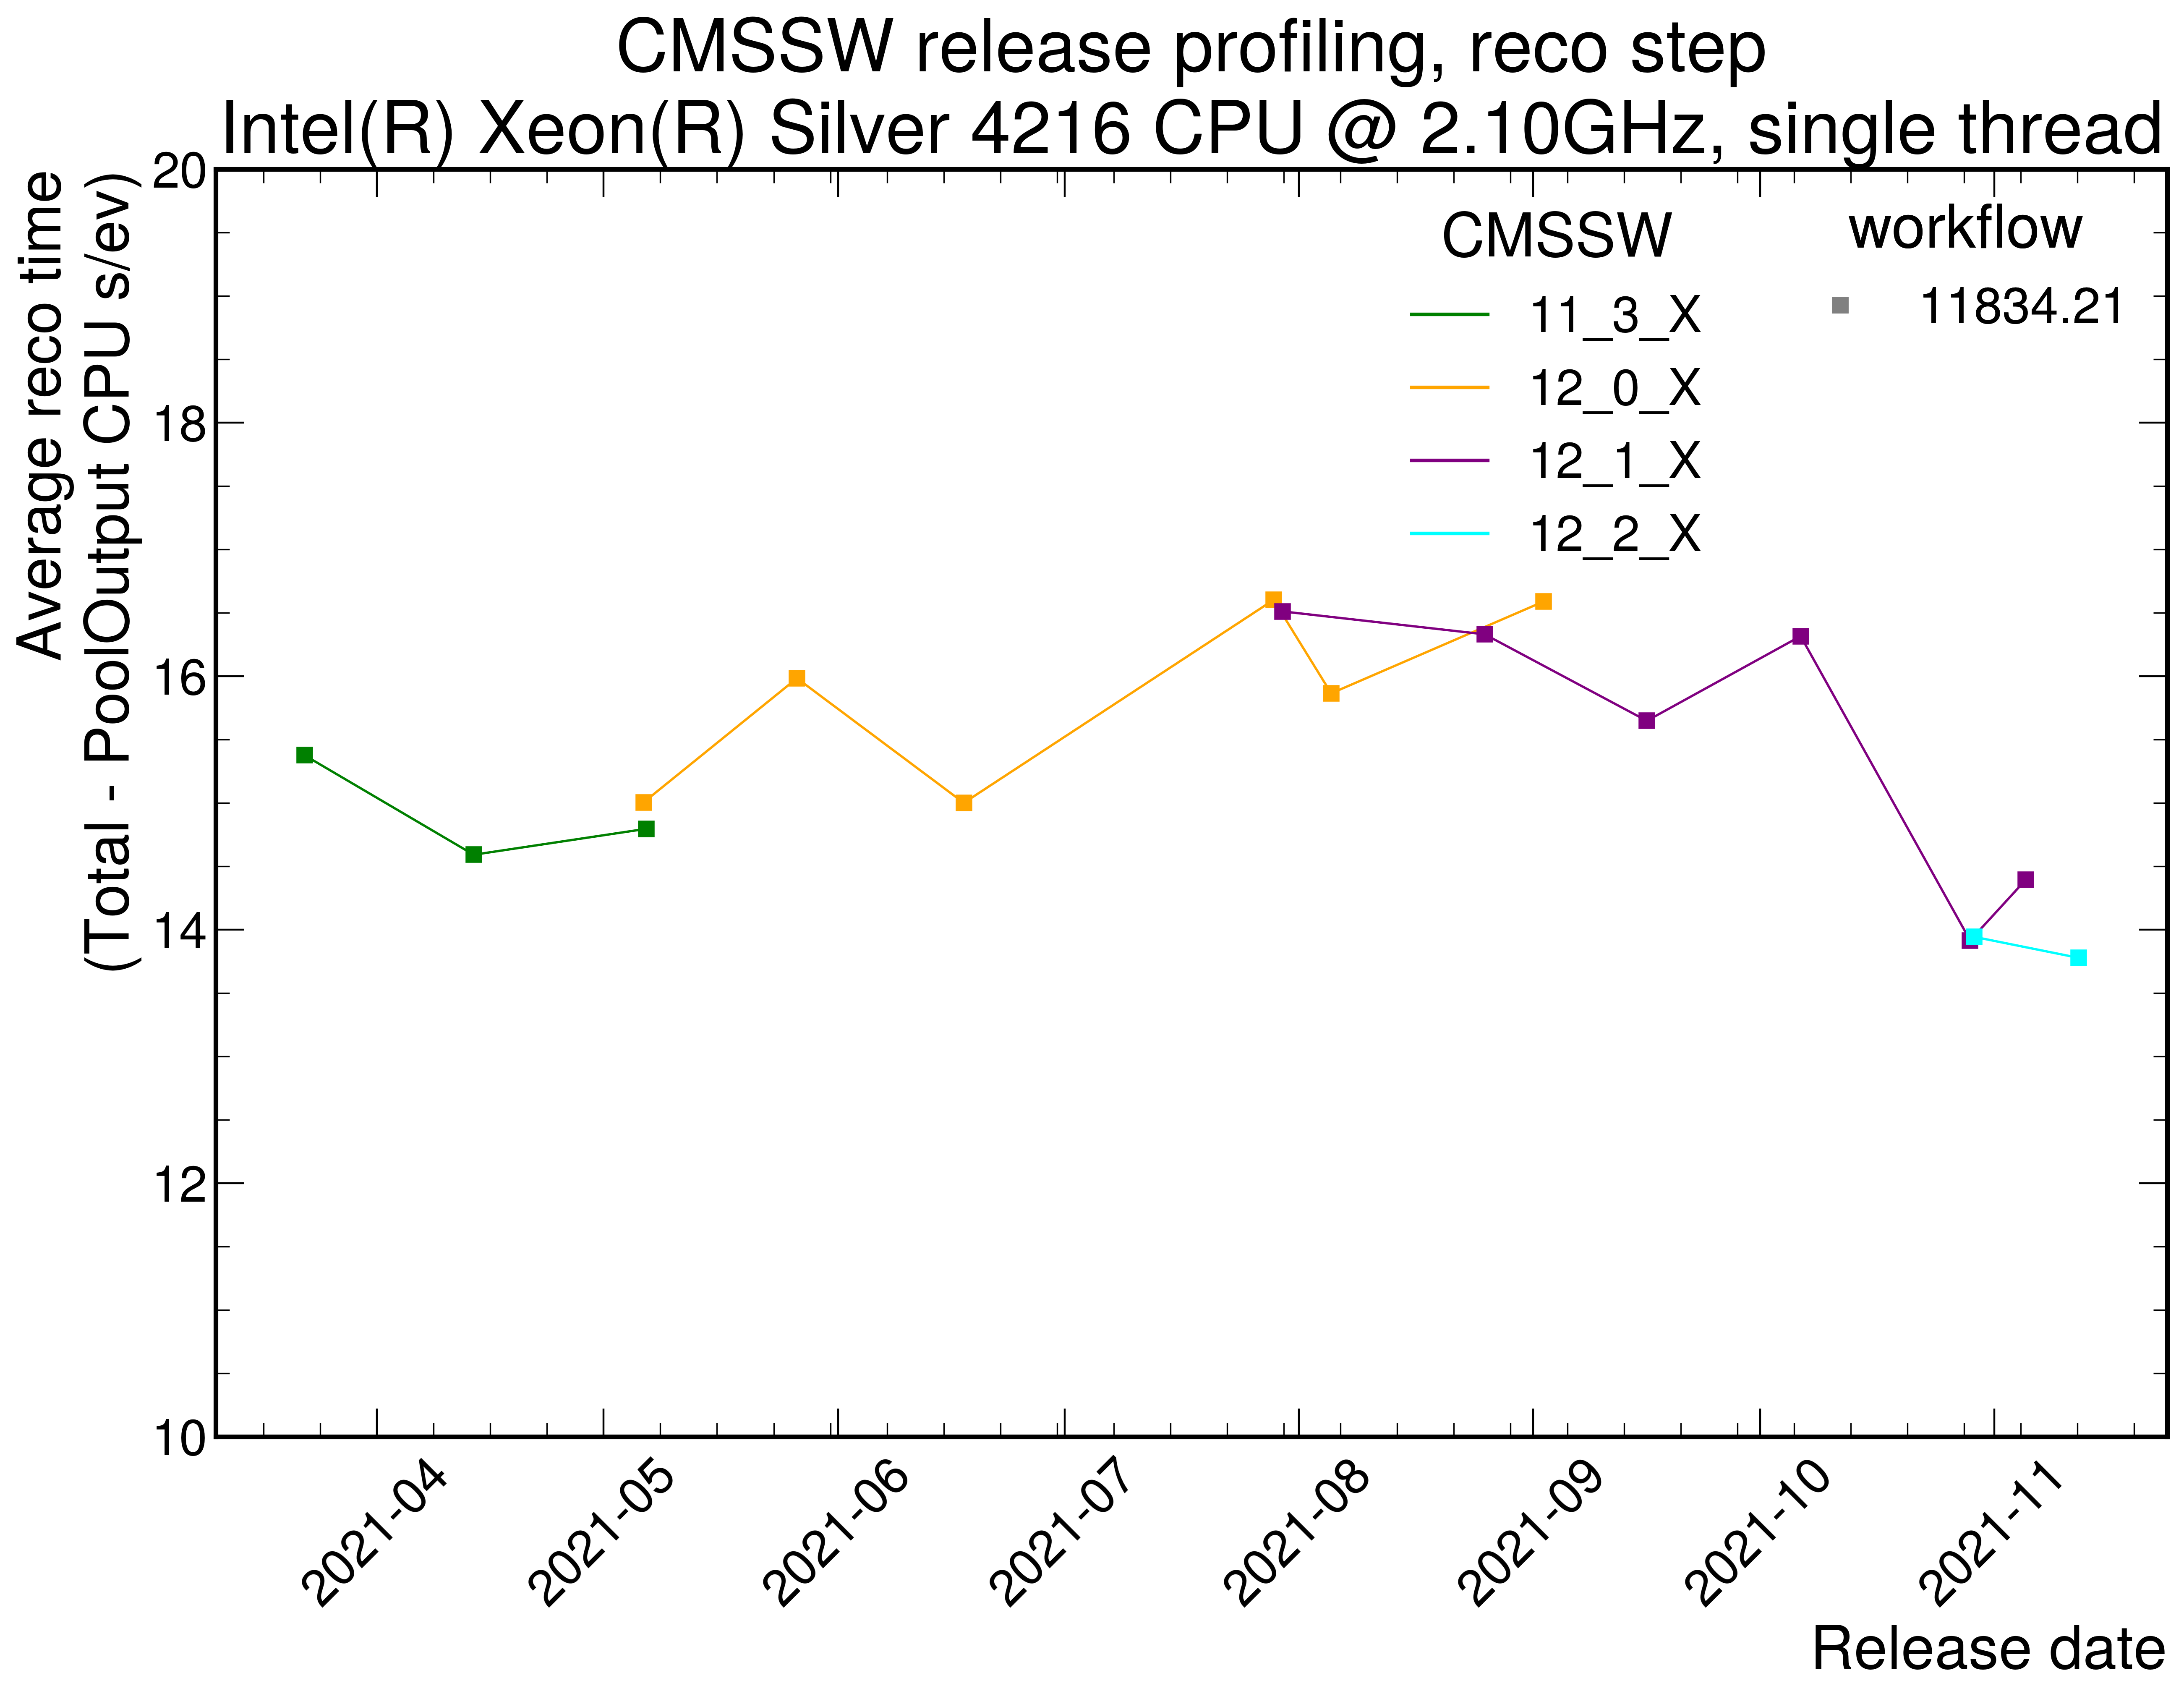 CMSSW release profiling, reco step
Intel(R) Xeon(R) Silver 4216 CPU @ 2.10GHz, single thread
Average reco time
(Total - PoolOutput CPU s/ev)
20
18
16
14
12
10
CMSSW
11_3_X
12_0_X
12_1_X
12_2_X
workflow
11834.21
2021-04
2021-05
2021-06
2021-07
2021-08
2021-09
2021-10
2021-11
Release date